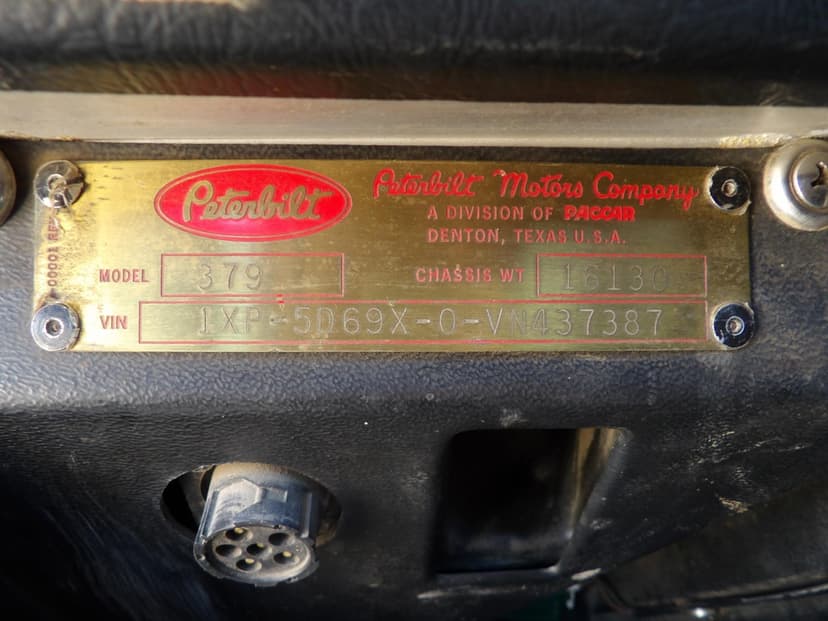 Peterbilt
Peterbilt Motors Company
A DIVISION OF PACCAR
DENTON, TEXAS U.S.A.
MODEL 379
CHASSIS WT 16130
VIN 1XP-5D69X-0-VN437387